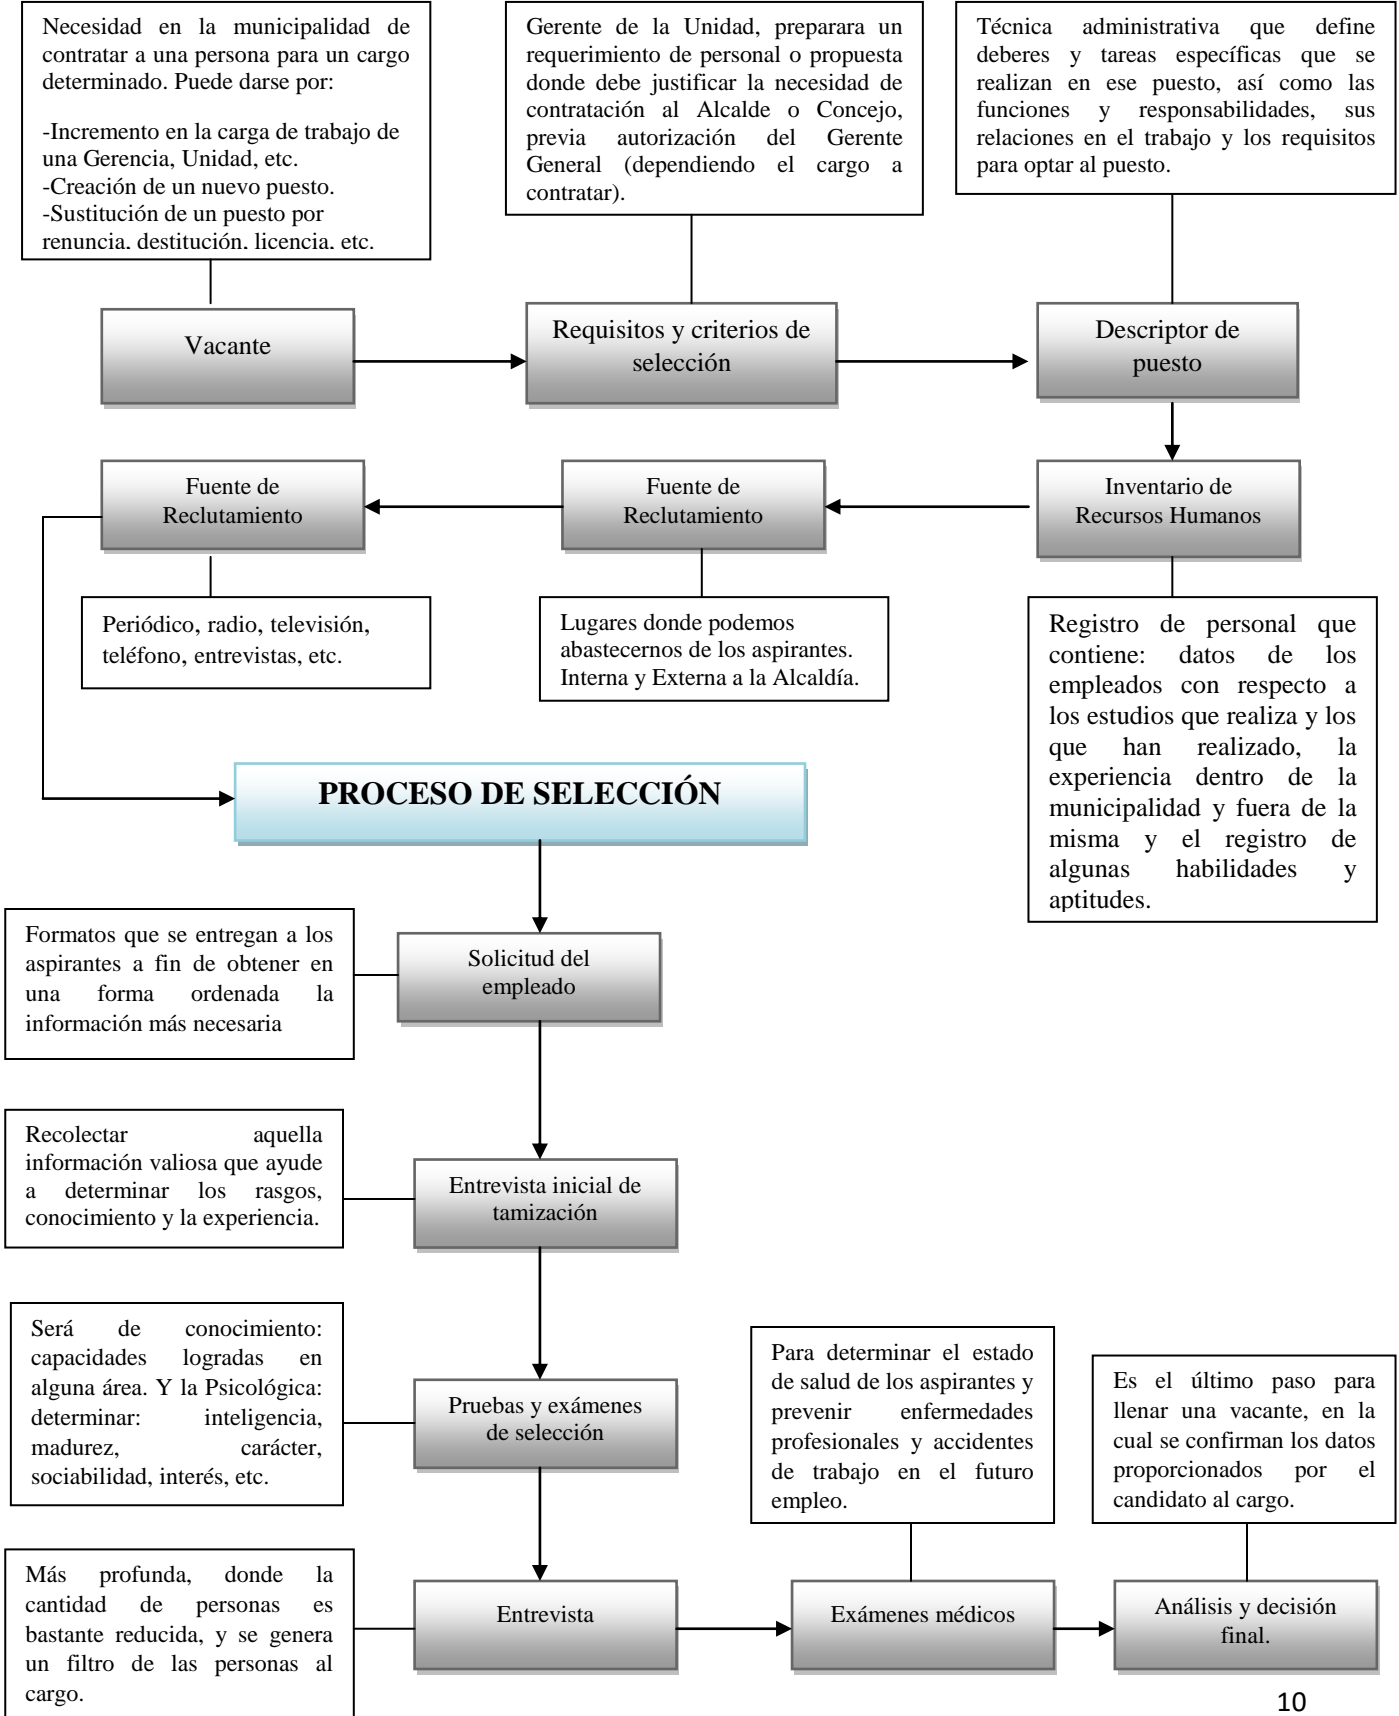 Necesidad en la municipalidad de
contratar a una persona para un cargo
determinado. Puede darse por:
-Incremento en la carga de trabajo de
una Gerencia, Unidad, etc.
-Creación de un nuevo puesto.
-Sustitución de un puesto por
renuncia, destitución, licencia, etc.
Gerente de la Unidad, preparara un
requerimiento de personal o propuesta
donde debe justificar la necesidad de
contratación al Alcalde o Concejo,
previa autorización del Gerente
General (dependiendo el cargo a
contratar).
Técnica administrativa que define
deberes y tareas específicas que se
realizan en ese puesto, así como las
funciones y responsabilidades, sus
relaciones en el trabajo y los requisitos
para optar al puesto.
Vacante
Requisitos y criterios de
selección
Descriptor de
puesto
Fuente de
Reclutamiento
Fuente de
Reclutamiento
Inventario de
Recursos Humanos
Periódico, radio, televisión,
teléfono, entrevistas, etc.
Lugares donde podemos
abastecernos de los aspirantes.
Interna y Externa a la Alcaldía.
Registro de personal que
contiene: datos de los
empleados con respecto a
los estudios que realiza y los
que han realizado, la
experiencia dentro de la
municipalidad y fuera de la
misma y el registro de
algunas habilidades y
aptitudes.
PROCESO DE SELECCIÓN
Formatos que se entregan a los
aspirantes a fin de obtener en
una forma ordenada la
información más necesaria
Solicitud del
empleado
Recolectar aquella
información valiosa que ayude
a determinar los rasgos,
conocimiento y la experiencia.
Entrevista inicial de
tamización
Será de conocimiento:
capacidades logradas en
alguna área. Y la Psicológica:
determinar: inteligencia,
madurez, carácter,
sociabilidad, interés, etc.
Pruebas y exámenes
de selección
Para determinar el estado
de salud de los aspirantes y
prevenir enfermedades
profesionales y accidentes
de trabajo en el futuro
empleo.
Es el último paso para
llenar una vacante, en la
cual se confirman los datos
proporcionados por el
candidato al cargo.
Más profunda, donde la
cantidad de personas es
bastante reducida, y se genera
un filtro de las personas al
cargo.
Entrevista
Exámenes médicos
Análisis y decisión
final.
10